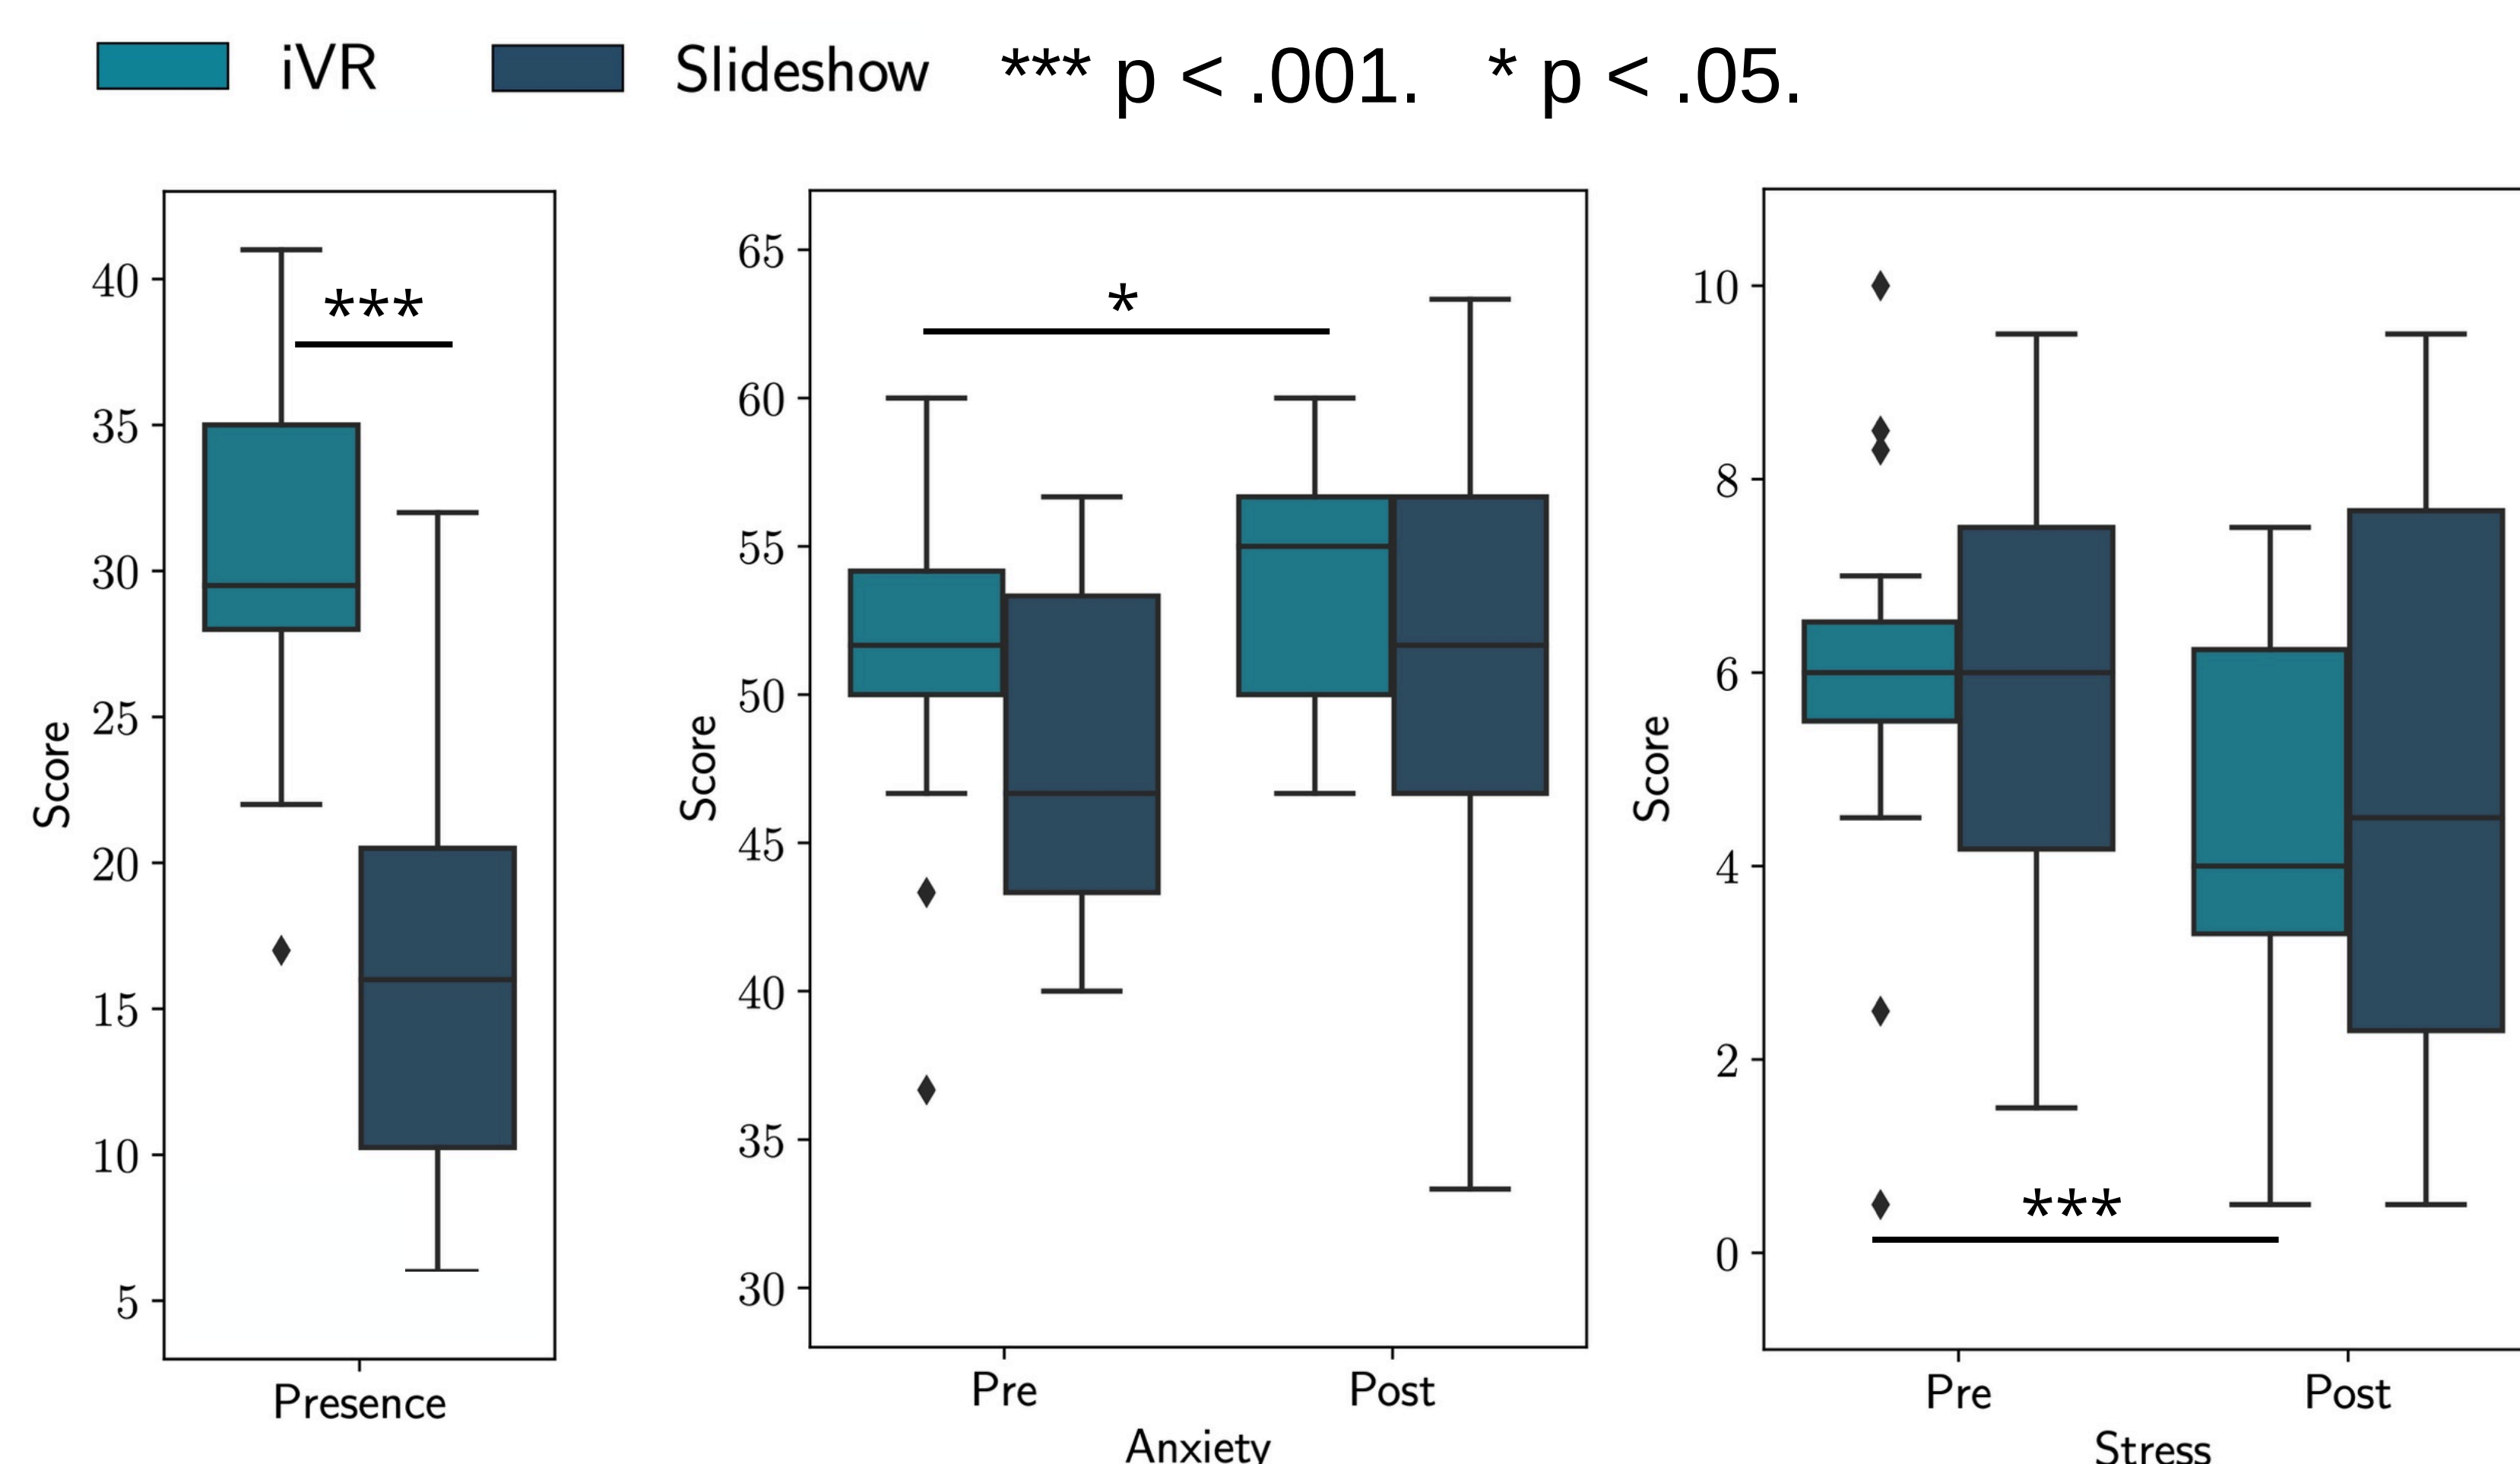 iVR Slideshow *** p < .001. * p < .05.
Score
40
35
30
25
20
15
10
5
***
Presence
Score
65
60
55
50
45
40
35
30
*
Pre Post
Anxiety
Score
10
8
6
4
2
0
***
Pre Post
Stress